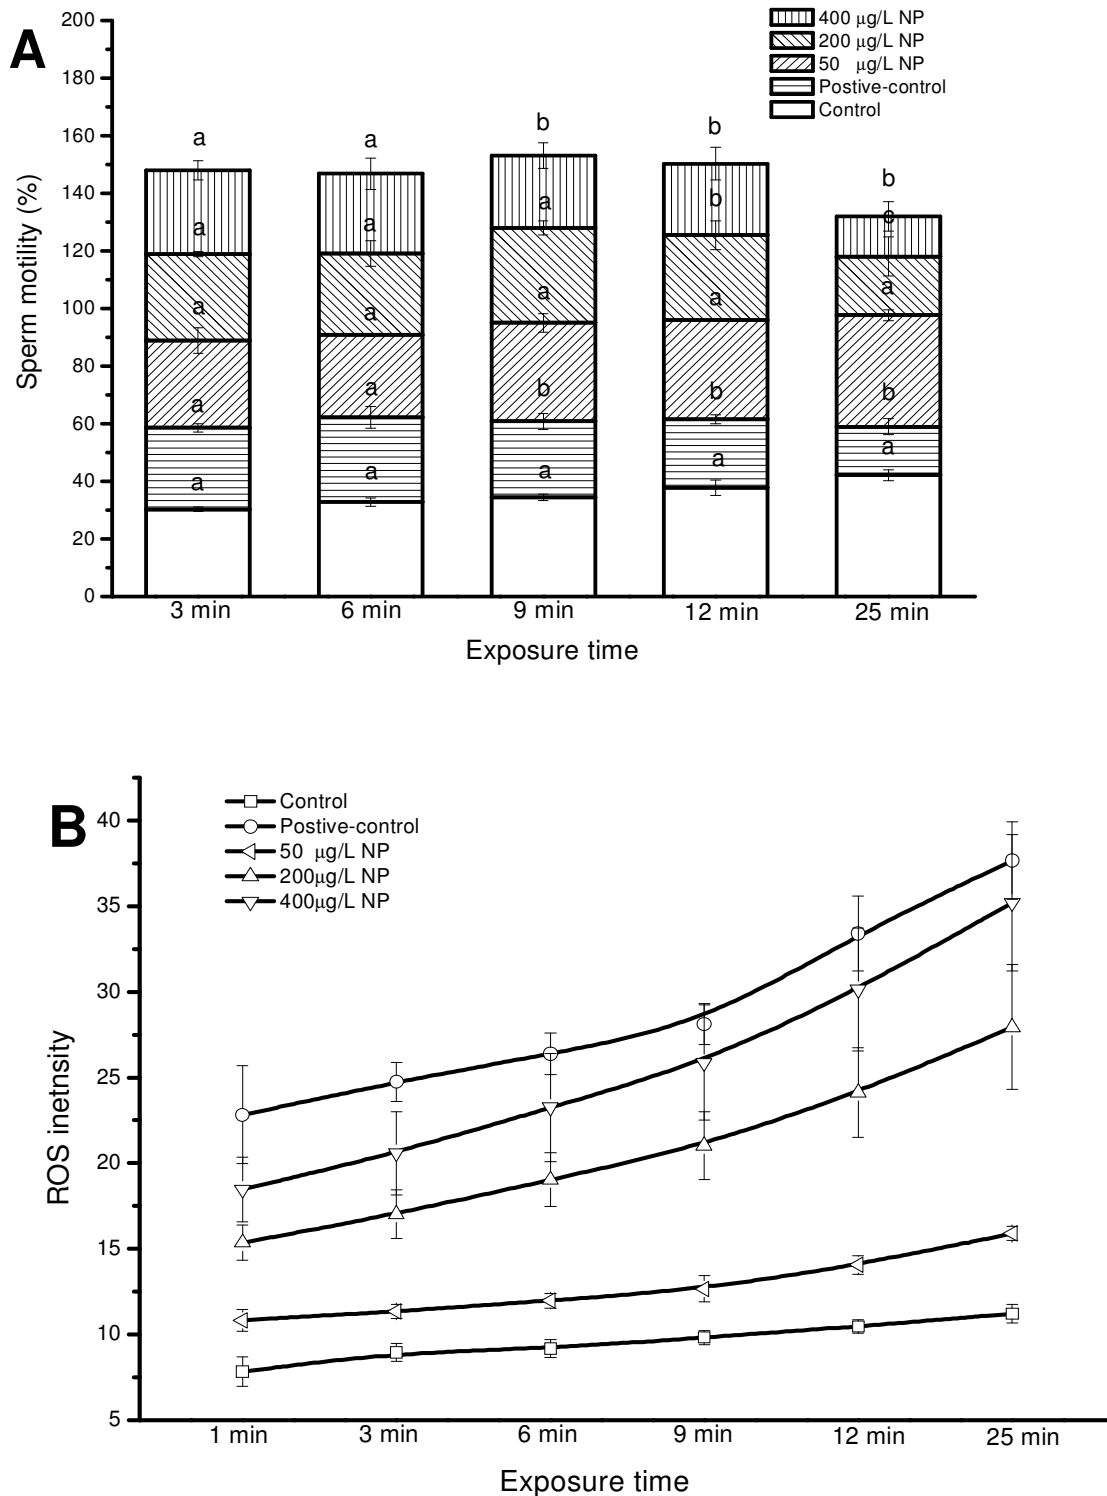 A
200
180
160
140
120
100
80
60
40
20
0
Sperm motility (%)
400 μg/L NP
200 μg/L NP
50 μg/L NP
Postive-control
Control
a a b b b
a a a b c
a a a a a
a a b b b
a a a a a
3 min 6 min 9 min 12 min 25 min
Exposure time
B
40
35
30
25
20
15
10
5
ROS inetnsity
Control
Postive-control
50 μg/L NP
200μg/L NP
400μg/L NP
1 min 3 min 6 min 9 min 12 min 25 min
Exposure time